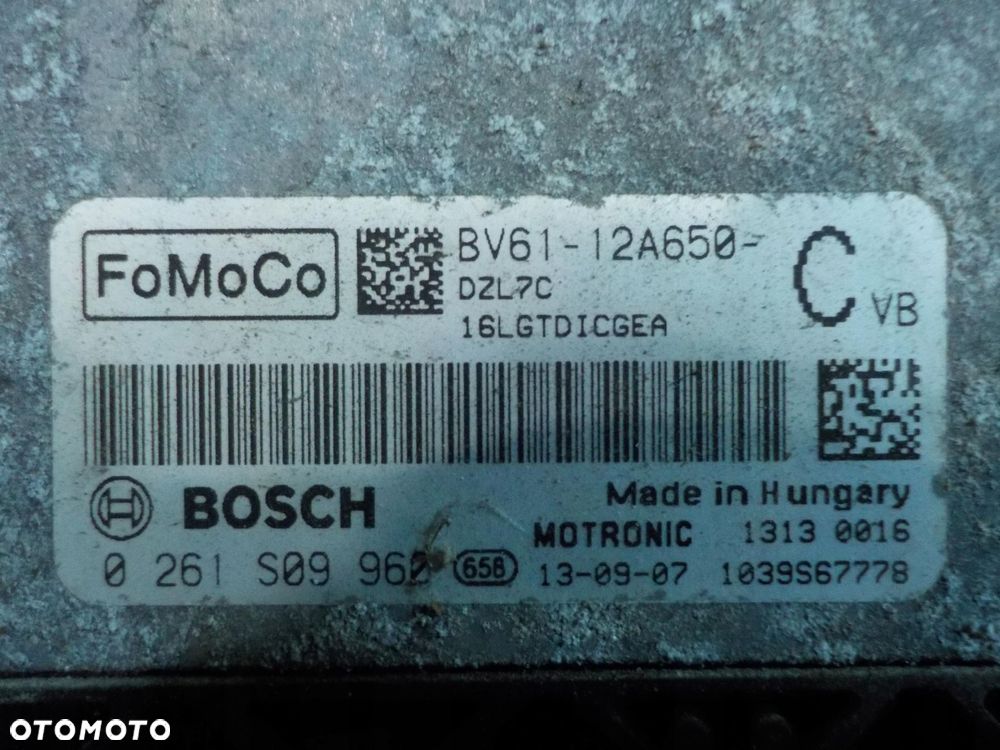 FoMoCo
BV61-12A650-
C
VB
DZL7C
16LGTDICGEA
BOSCH
Made in Hungary
MOTRONIC 1313 0016
0 261 S09 960 658 13-09-07 1039S67778
OTOMOTO